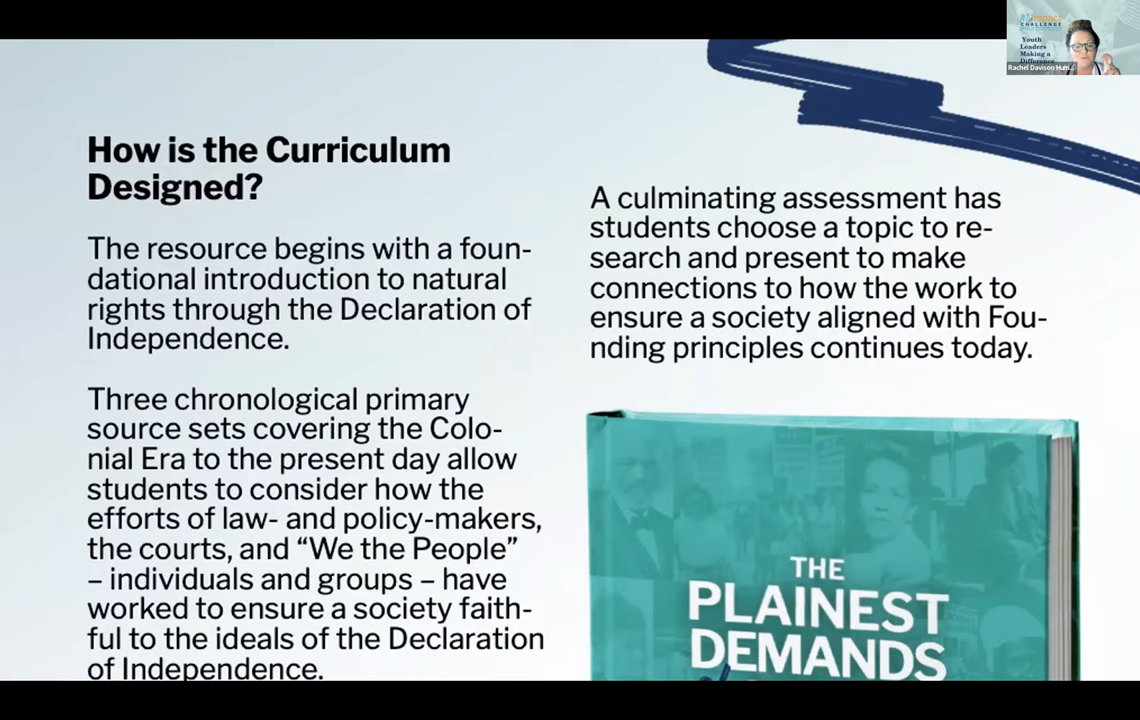 How is the Curriculum
Designed?
The resource begins with a foun-
dational introduction to natural
rights through the Declaration of
Independence.
Three chronological primary
source sets covering the Colo-
nial Era to the present day allow
students to consider how the
efforts of law- and policy-makers,
the courts, and “We the People”
– individuals and groups – have
worked to ensure a society faith-
ful to the ideals of the Declaration
of Independence.
A culminating assessment has
students choose a topic to re-
search and present to make
connections to how the work to
ensure a society aligned with Fou-
nding principles continues today.
THE
PLAINEST
DEMANDS
CHALLENGE
Youth
Leaders
Making a
Difference
Rachel Davison Hum...